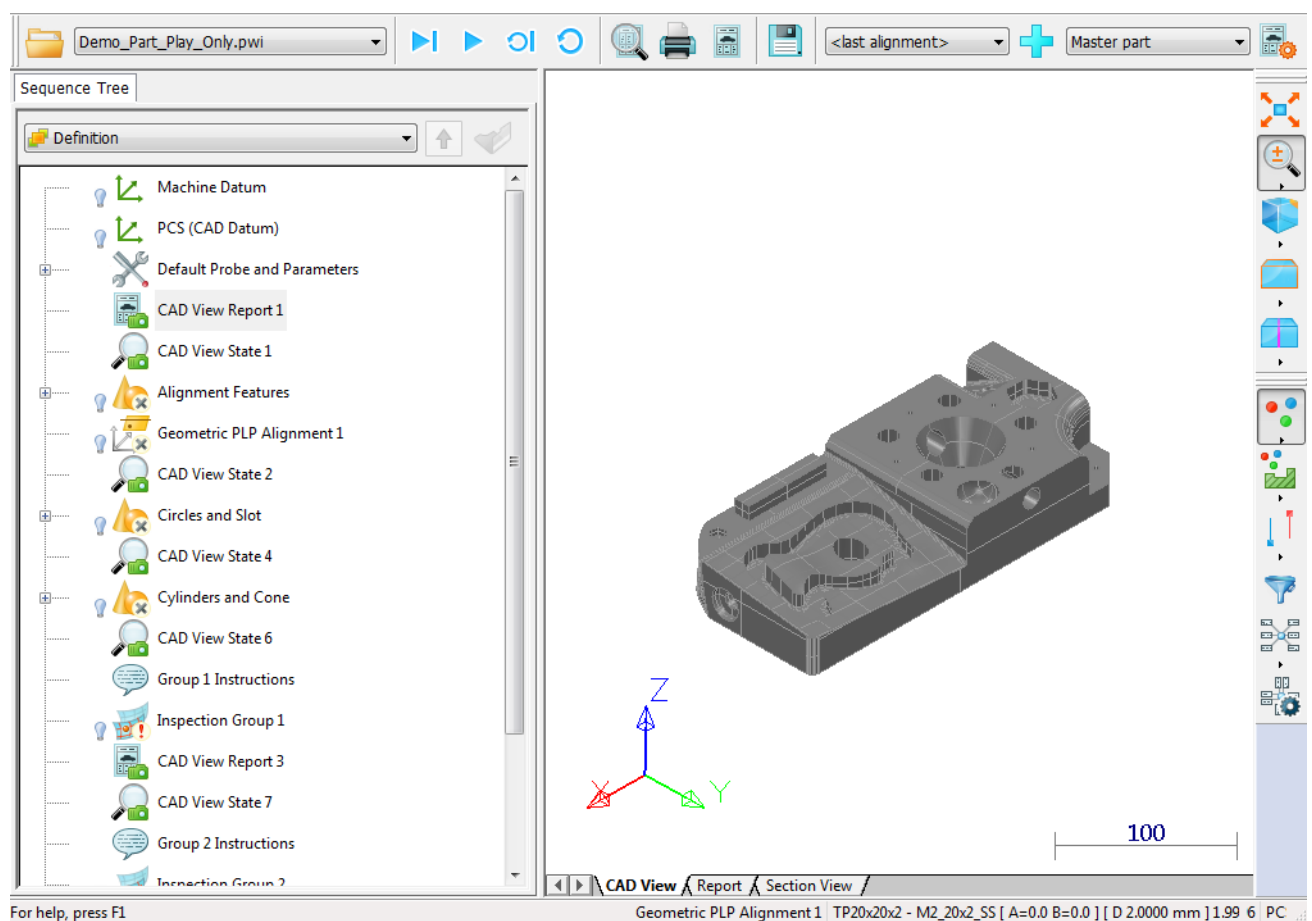 Demo_Part_Play_Only.pwi
<last alignment>
Master part
Sequence Tree
Definition
Machine Datum
PCS (CAD Datum)
Default Probe and Parameters
CAD View Report 1
CAD View State 1
Alignment Features
Geometric PLP Alignment 1
CAD View State 2
Circles and Slot
CAD View State 4
Cylinders and Cone
CAD View State 6
Group 1 Instructions
Inspection Group 1
CAD View Report 3
CAD View State 7
Group 2 Instructions
Inspection Group 2
Z
X
Y
100
CAD View Report Section View
For help, press F1 Geometric PLP Alignment 1 TP20x20x2 - M2_20x2_SS [ A=0.0 B=0.0 ] [ D 2.0000 mm ] 1.99 6 PC